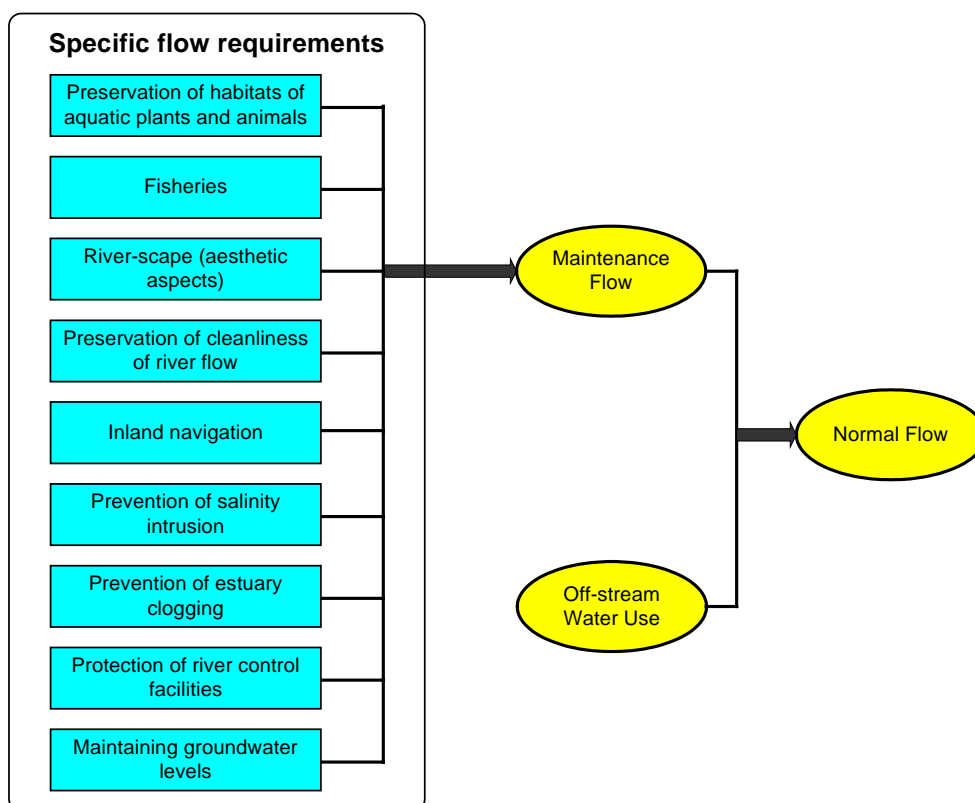 Specific flow requirements
Preservation of habitats of
aquatic plants and animals
Fisheries
River-scape (aesthetic
aspects)
Preservation of cleanliness
of river flow
Inland navigation
Prevention of salinity
intrusion
Prevention of estuary
clogging
Protection of river control
facilities
Maintaining groundwater
levels
Maintenance
Flow
Off-stream
Water Use
Normal Flow